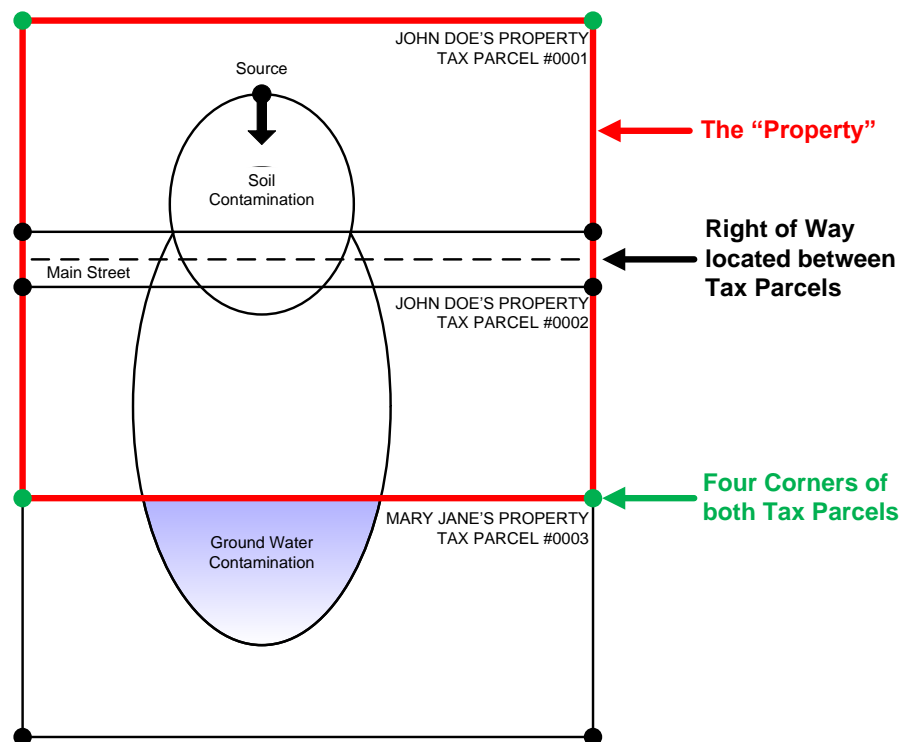 JOHN DOE'S PROPERTY
TAX PARCEL #0001
Source
The “Property”
Soil
Contamination
Right of Way
located between
Tax Parcels
Main Street
JOHN DOE'S PROPERTY
TAX PARCEL #0002
Four Corners of
both Tax Parcels
MARY JANE'S PROPERTY
TAX PARCEL #0003
Ground Water
Contamination